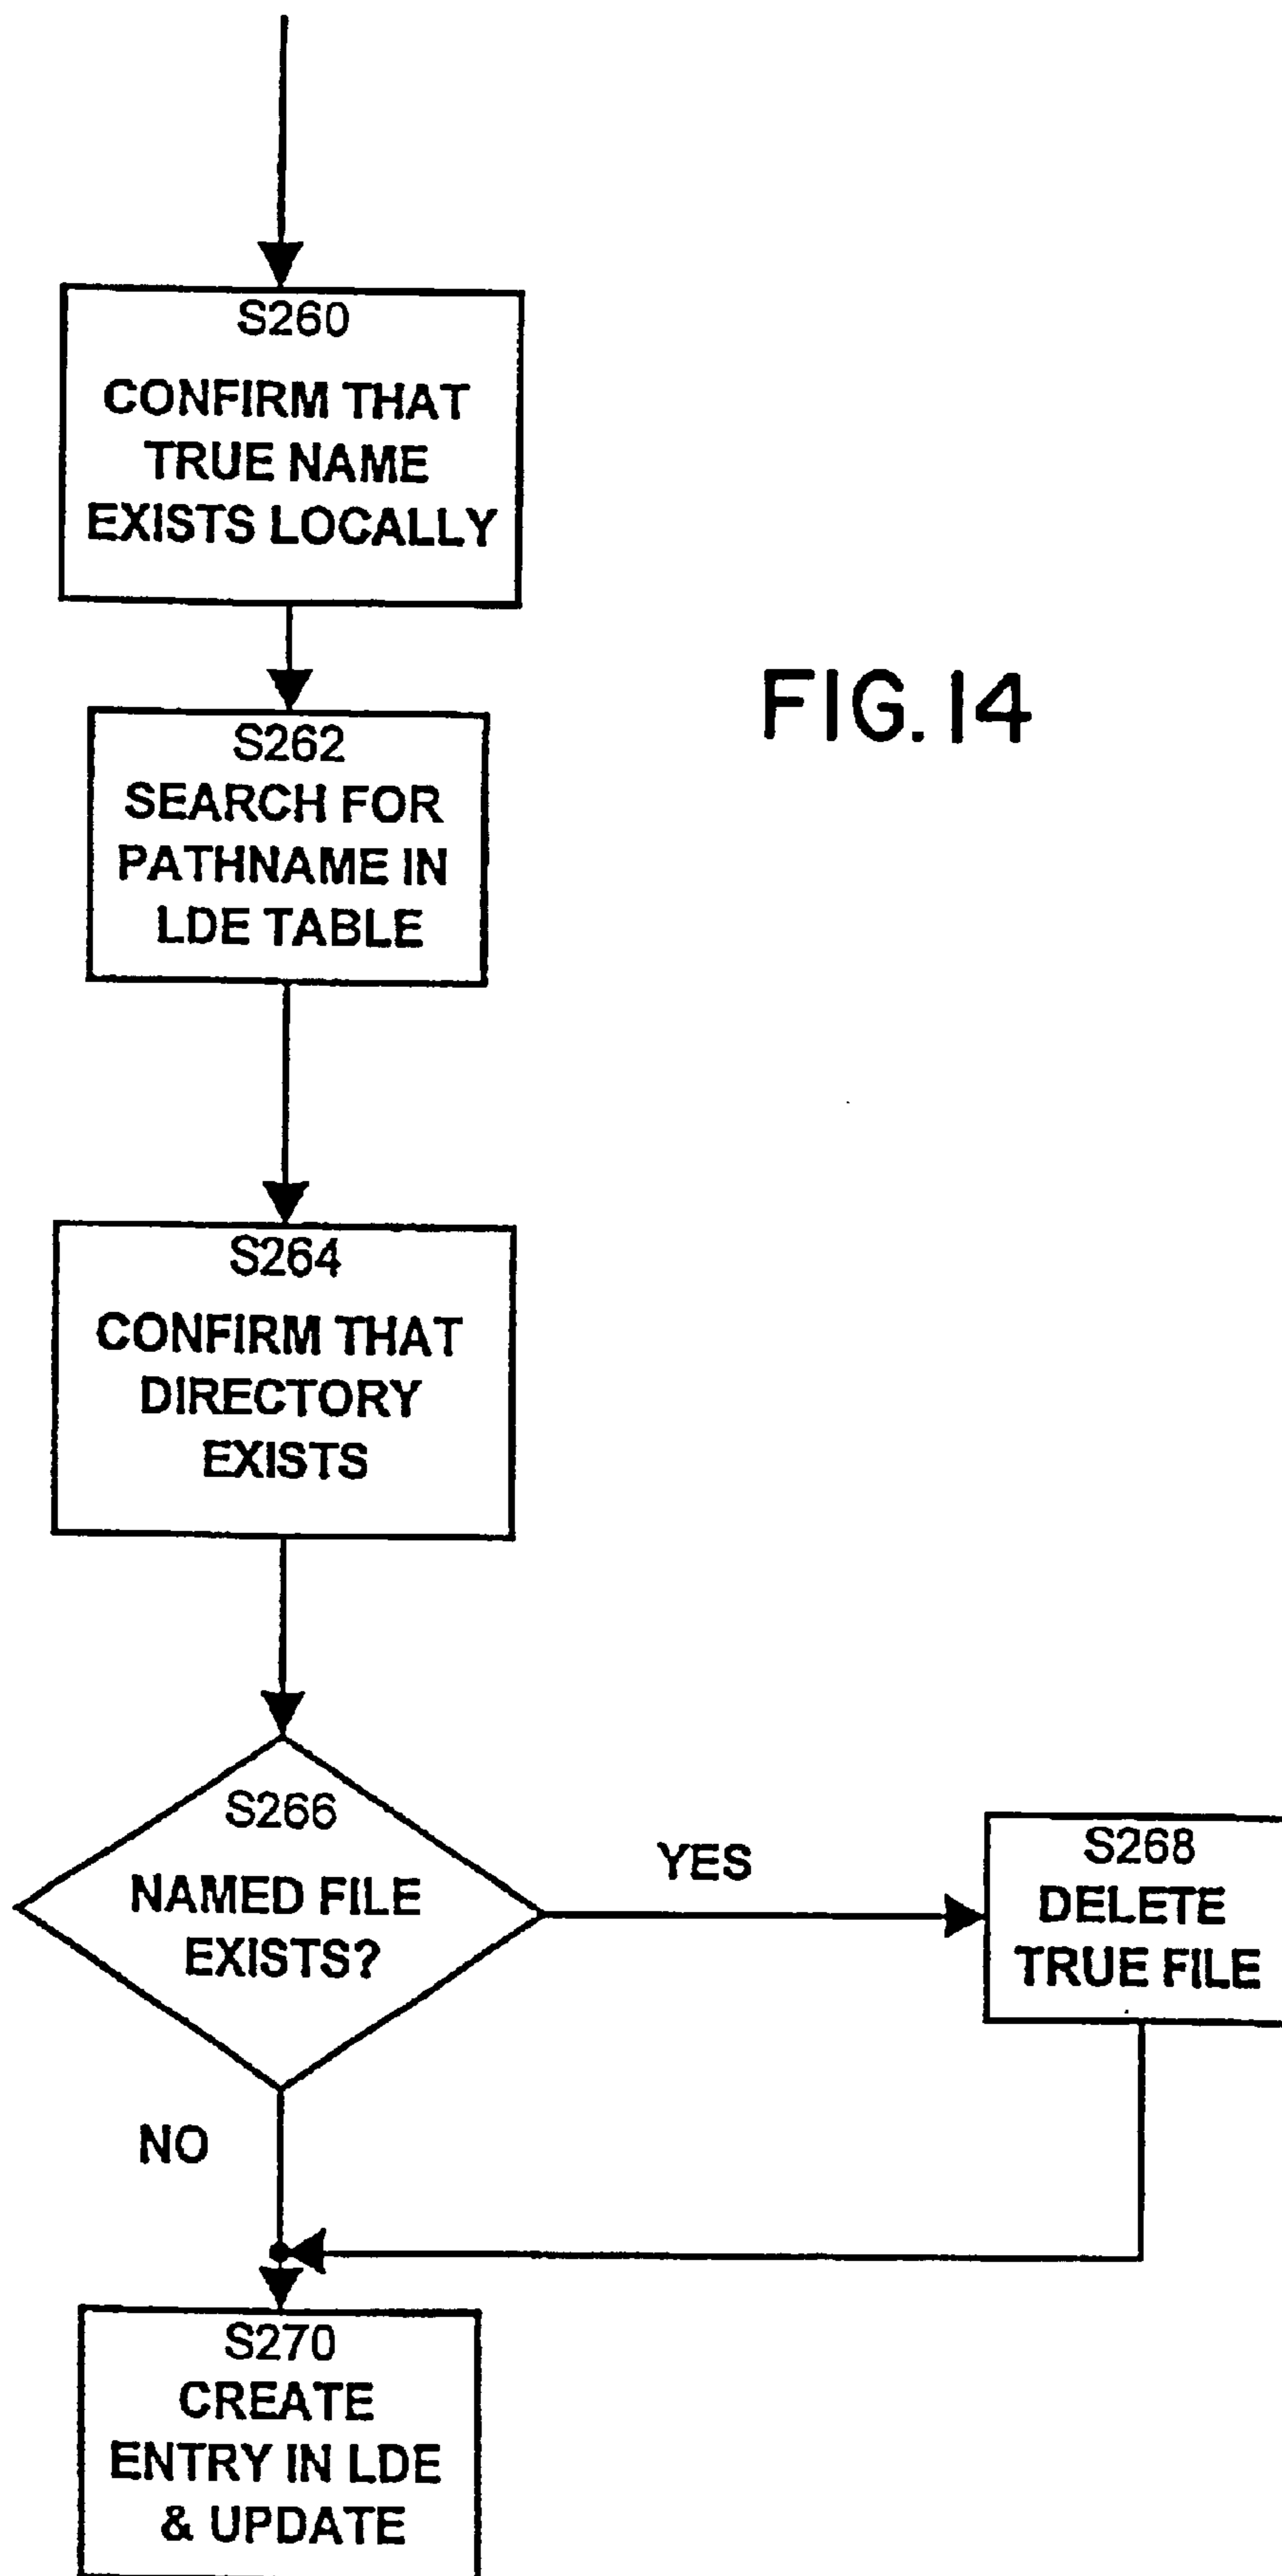 S260
CONFIRM THAT
TRUE NAME
EXISTS LOCALLY
FIG. 14
S262
SEARCH FOR
PATHNAME IN
LDE TABLE
S264
CONFIRM THAT
DIRECTORY
EXISTS
S266
NAMED FILE
EXISTS?
YES
S268
DELETE
TRUE FILE
NO
S270
CREATE
ENTRY IN LDE
& UPDATE